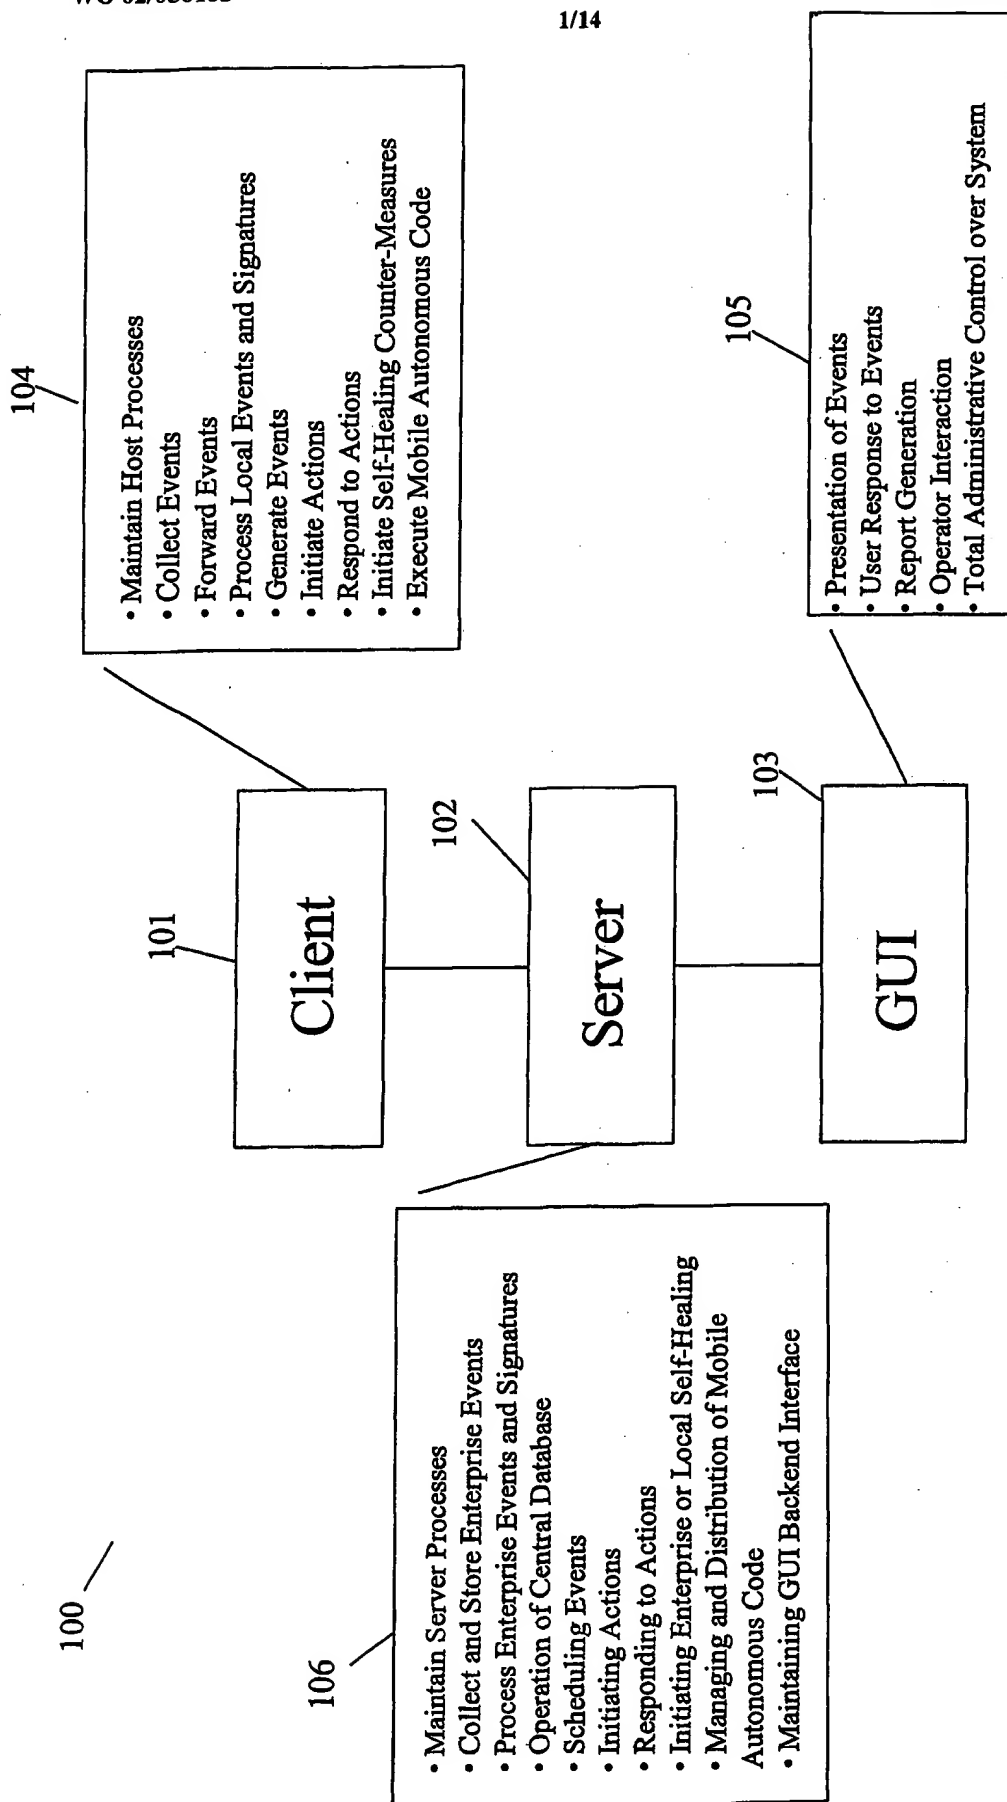 1/14
100
104
• Maintain Host Processes
• Collect Events
• Forward Events
• Process Local Events and Signatures
• Generate Events
• Initiate Actions
• Respond to Actions
• Initiate Self-Healing Counter-Measures
• Execute Mobile Autonomous Code
101
Client
102
Server
103
GUI
105
• Presentation of Events
• User Response to Events
• Report Generation
• Operator Interaction
• Total Administrative Control over System
106
• Maintain Server Processes
• Collect and Store Enterprise Events
• Process Enterprise Events and Signatures
• Operation of Central Database
• Scheduling Events
• Initiating Actions
• Responding to Actions
• Initiating Enterprise or Local Self-Healing
• Managing and Distribution of Mobile
Autonomous Code
• Maintaining GUI Backend Interface